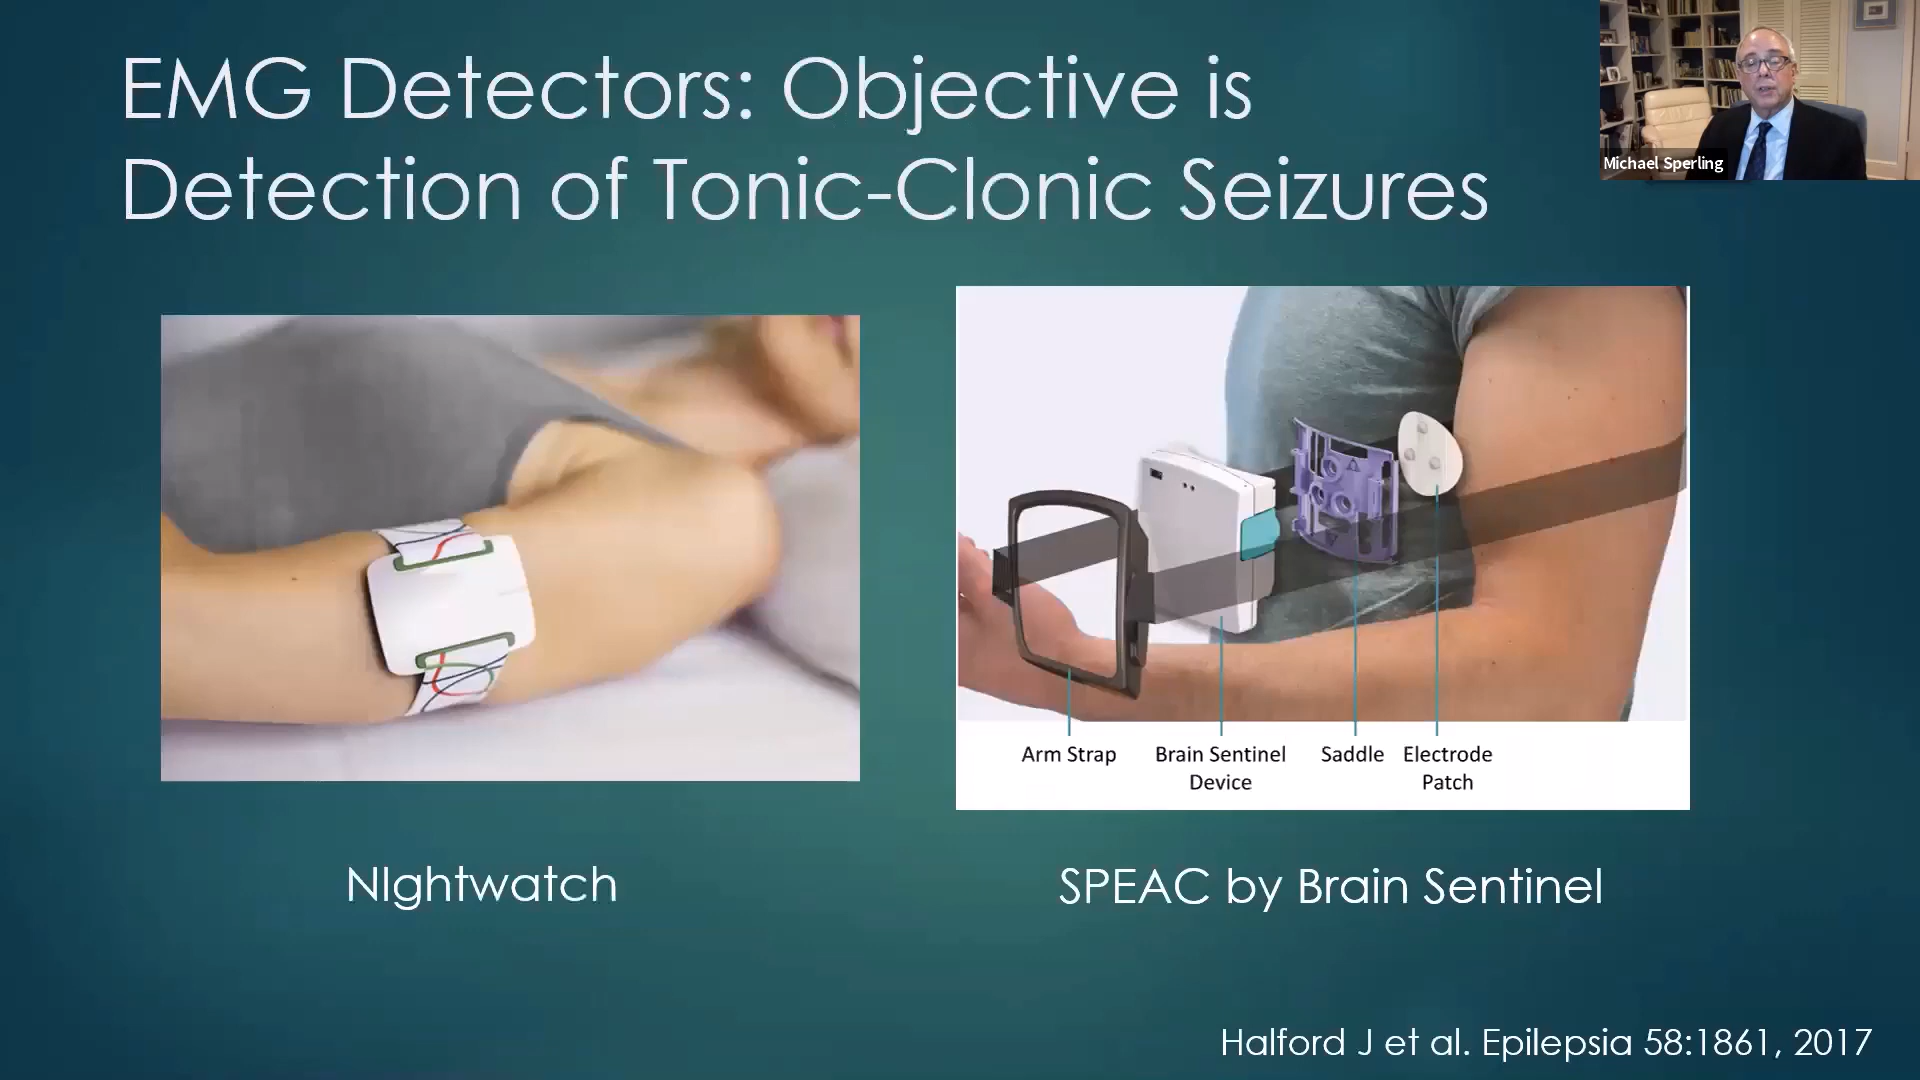 EMG Detectors: Objective is
Detection of Tonic-Clonic Seizures
Michael Sperling
Arm Strap
Brain Sentinel
Device
Saddle
Electrode
Patch
NIghtwatch
SPEAC by Brain Sentinel
Halford J et al. Epilepsia 58:1861, 2017